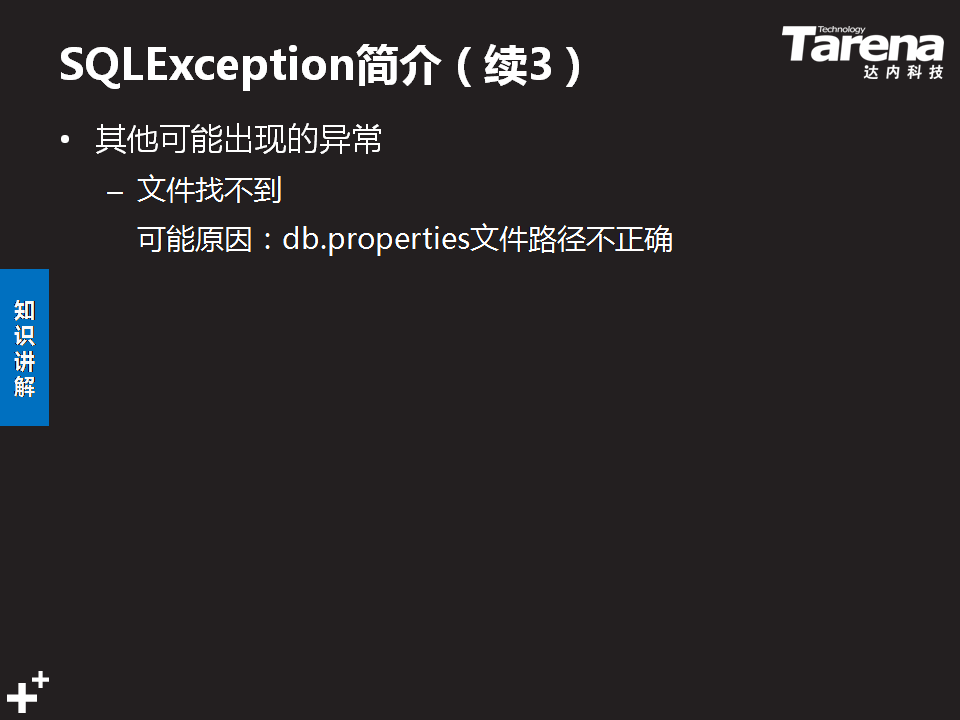 SQLException简介（续3）
Technology
Tarena
达内科技
• 其他可能出现的异常
– 文件找不到
可能原因：db.properties文件路径不正确
知识讲解